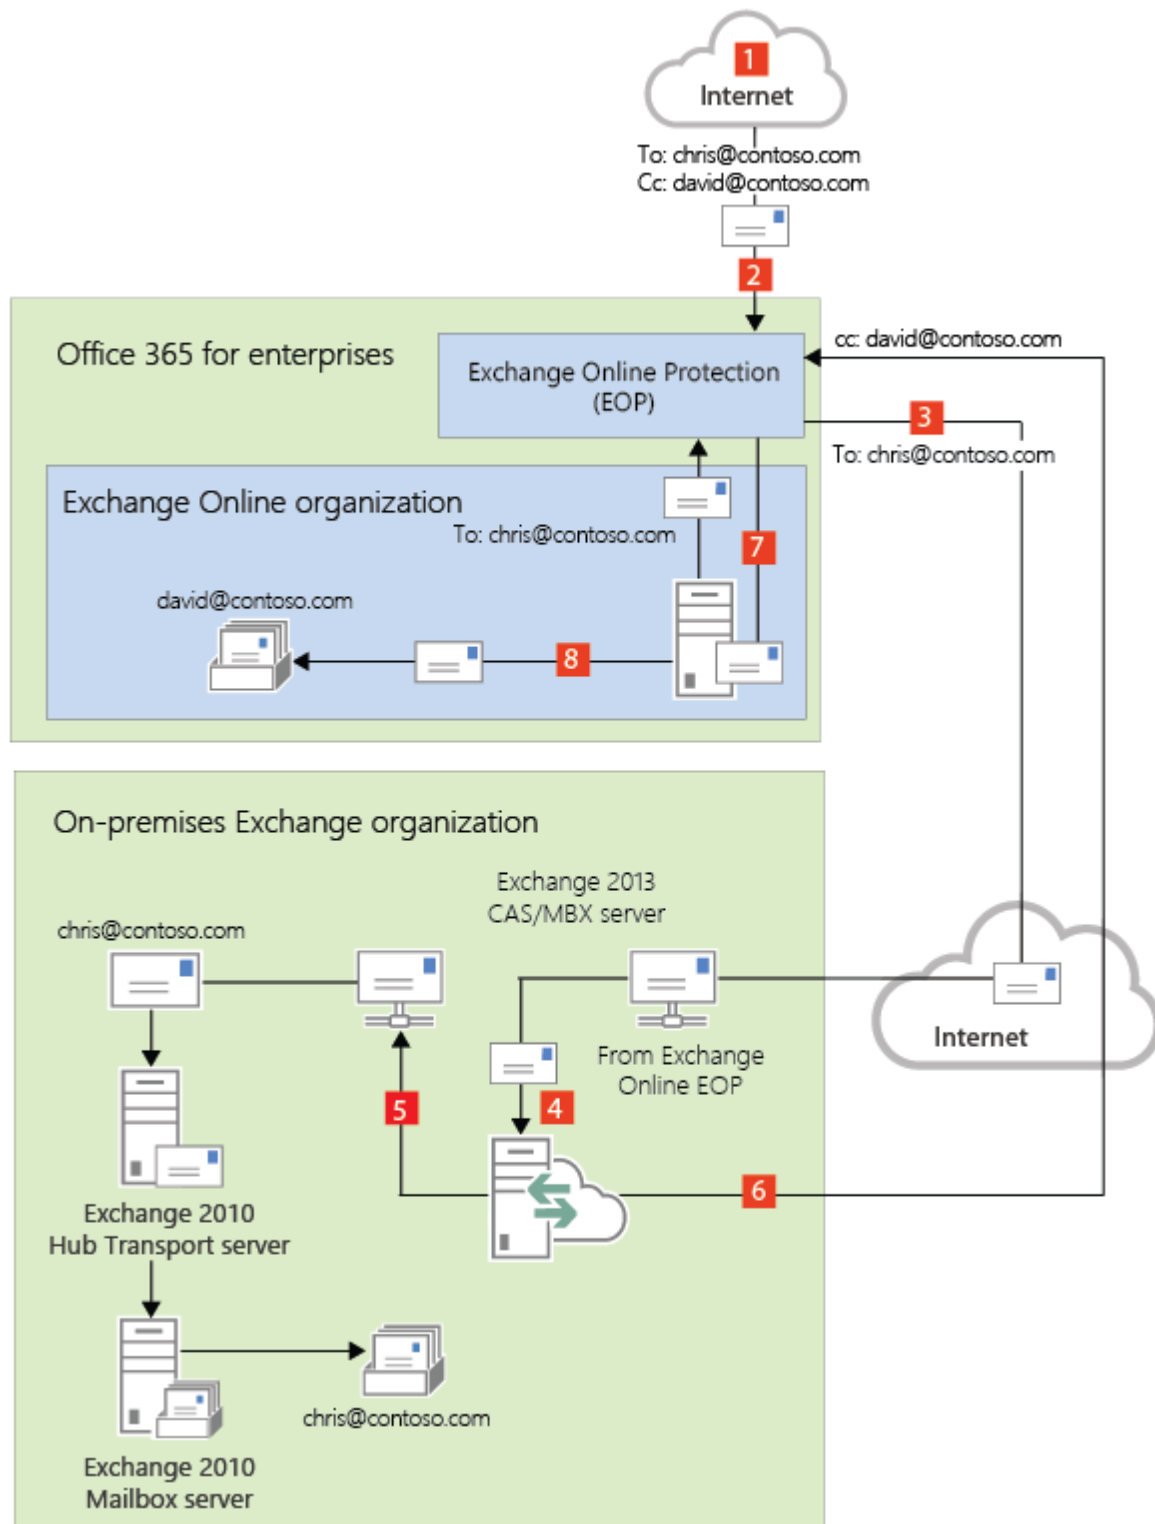 1
Internet
To: chris@contoso.com
Cc: david@contoso.com
2
Office 365 for enterprises
Exchange Online Protection
(EOP)
cc: david@contoso.com
3
To: chris@contoso.com
Exchange Online organization
To: chris@contoso.com
7
david@contoso.com
8
On-premises Exchange organization
Exchange 2013
CAS/MBX server
chris@contoso.com
Internet
From Exchange
Online EOP
5
4
6
Exchange 2010
Hub Transport server
chris@contoso.com
Exchange 2010
Mailbox server